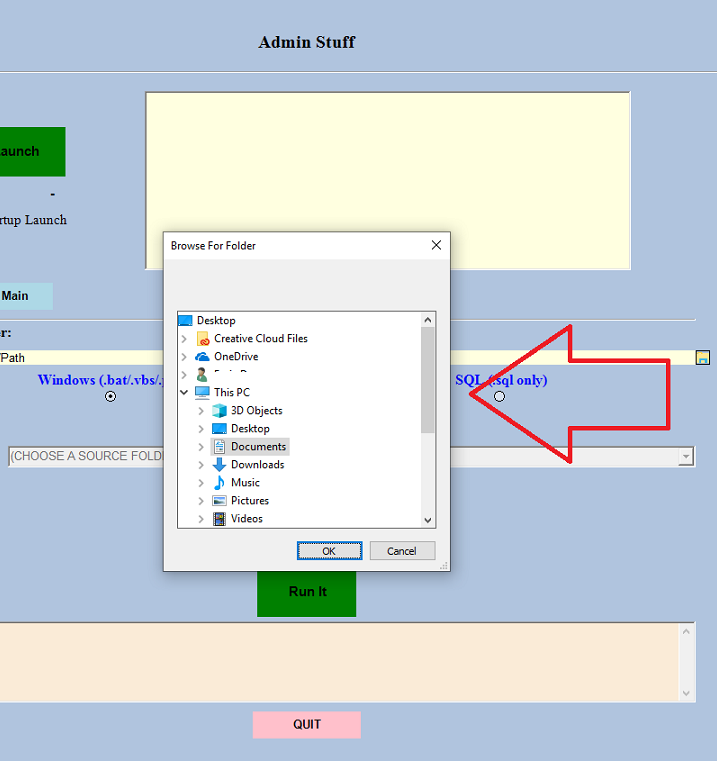 Admin Stuff
aunch
-
rtup Launch
Browse For Folder
Main
Desktop
Creative Cloud Files
r:
/Path
OneDrive
Windows (.bat/.vbs/.
SQL (.sql only)
This PC
3D Objects
Desktop
Documents
(CHOOSE A SOURCE FOLD
Downloads
Music
Pictures
Videos
OK
Cancel
Run It
QUIT